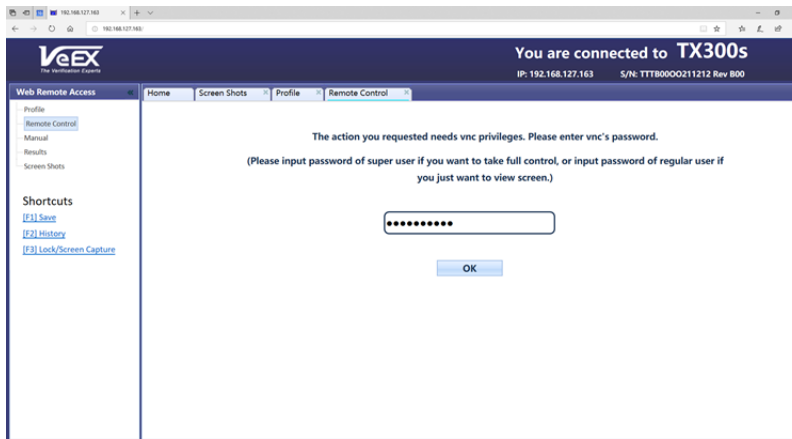 192.168.127.163
192.168.127.163/
VeEX
The Verification Experts
You are connected to TX300s
IP: 192.168.127.163 S/N: TTTB00OO211212 Rev B00
Web Remote Access
Home Screen Shots Profile Remote Control
Profile
Remote Control
Manual
Results
Screen Shots
Shortcuts
[F1] Save
[F2] History
[F3] Lock/Screen Capture
The action you requested needs vnc privileges. Please enter vnc's password.
(Please input password of super user if you want to take full control, or input password of regular user if
you just want to view screen.)
••••••••••
OK